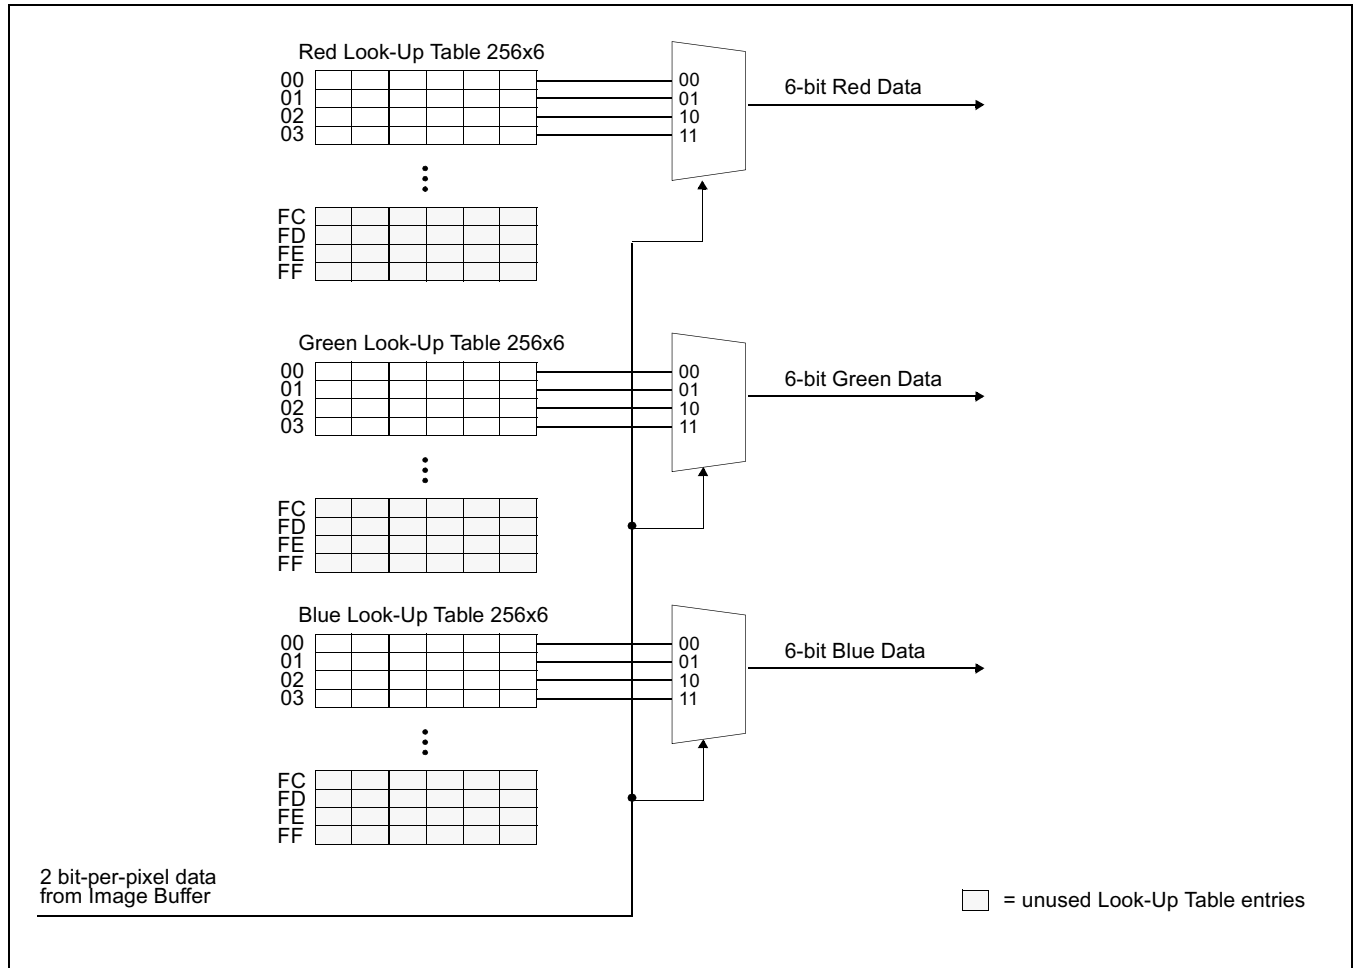 Red Look-Up Table 256x6
00
01
02
03
FC
FD
FE
FF
00
01
10
11
6-bit Red Data
Green Look-Up Table 256x6
00
01
02
03
FC
FD
FE
FF
00
01
10
11
6-bit Green Data
Blue Look-Up Table 256x6
00
01
02
03
FC
FD
FE
FF
00
01
10
11
6-bit Blue Data
2 bit-per-pixel data
from Image Buffer
= unused Look-Up Table entries